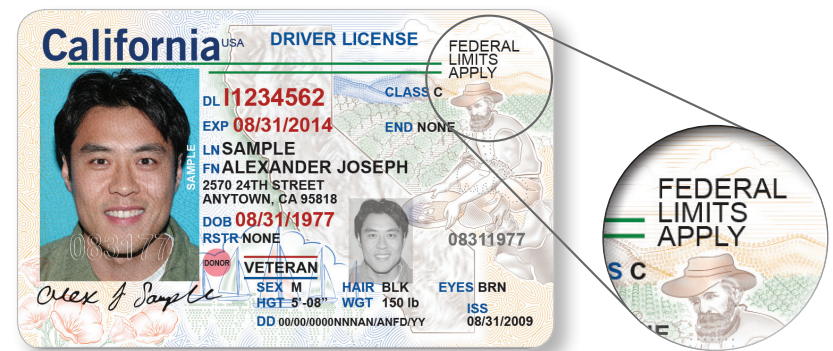 California USA DRIVER LICENSE
FEDERAL
LIMITS
APPLY
DL I1234562 CLASS C
EXP 08/31/2014 END NONE
LN SAMPLE
FN ALEXANDER JOSEPH
2570 24TH STREET
ANYTOWN, CA 95818
DOB 08/31/1977
RSTR NONE 08311977
SAMPLE
083177
DONOR
VETERAN
SEX M HAIR BLK EYES BRN
HGT 5'-08" WGT 150 lb ISS
DD 00/00/0000NNNAN/ANFD/YY 08/31/2009
Alex J Sample
FEDERAL
LIMITS
APPLY
S C
NE